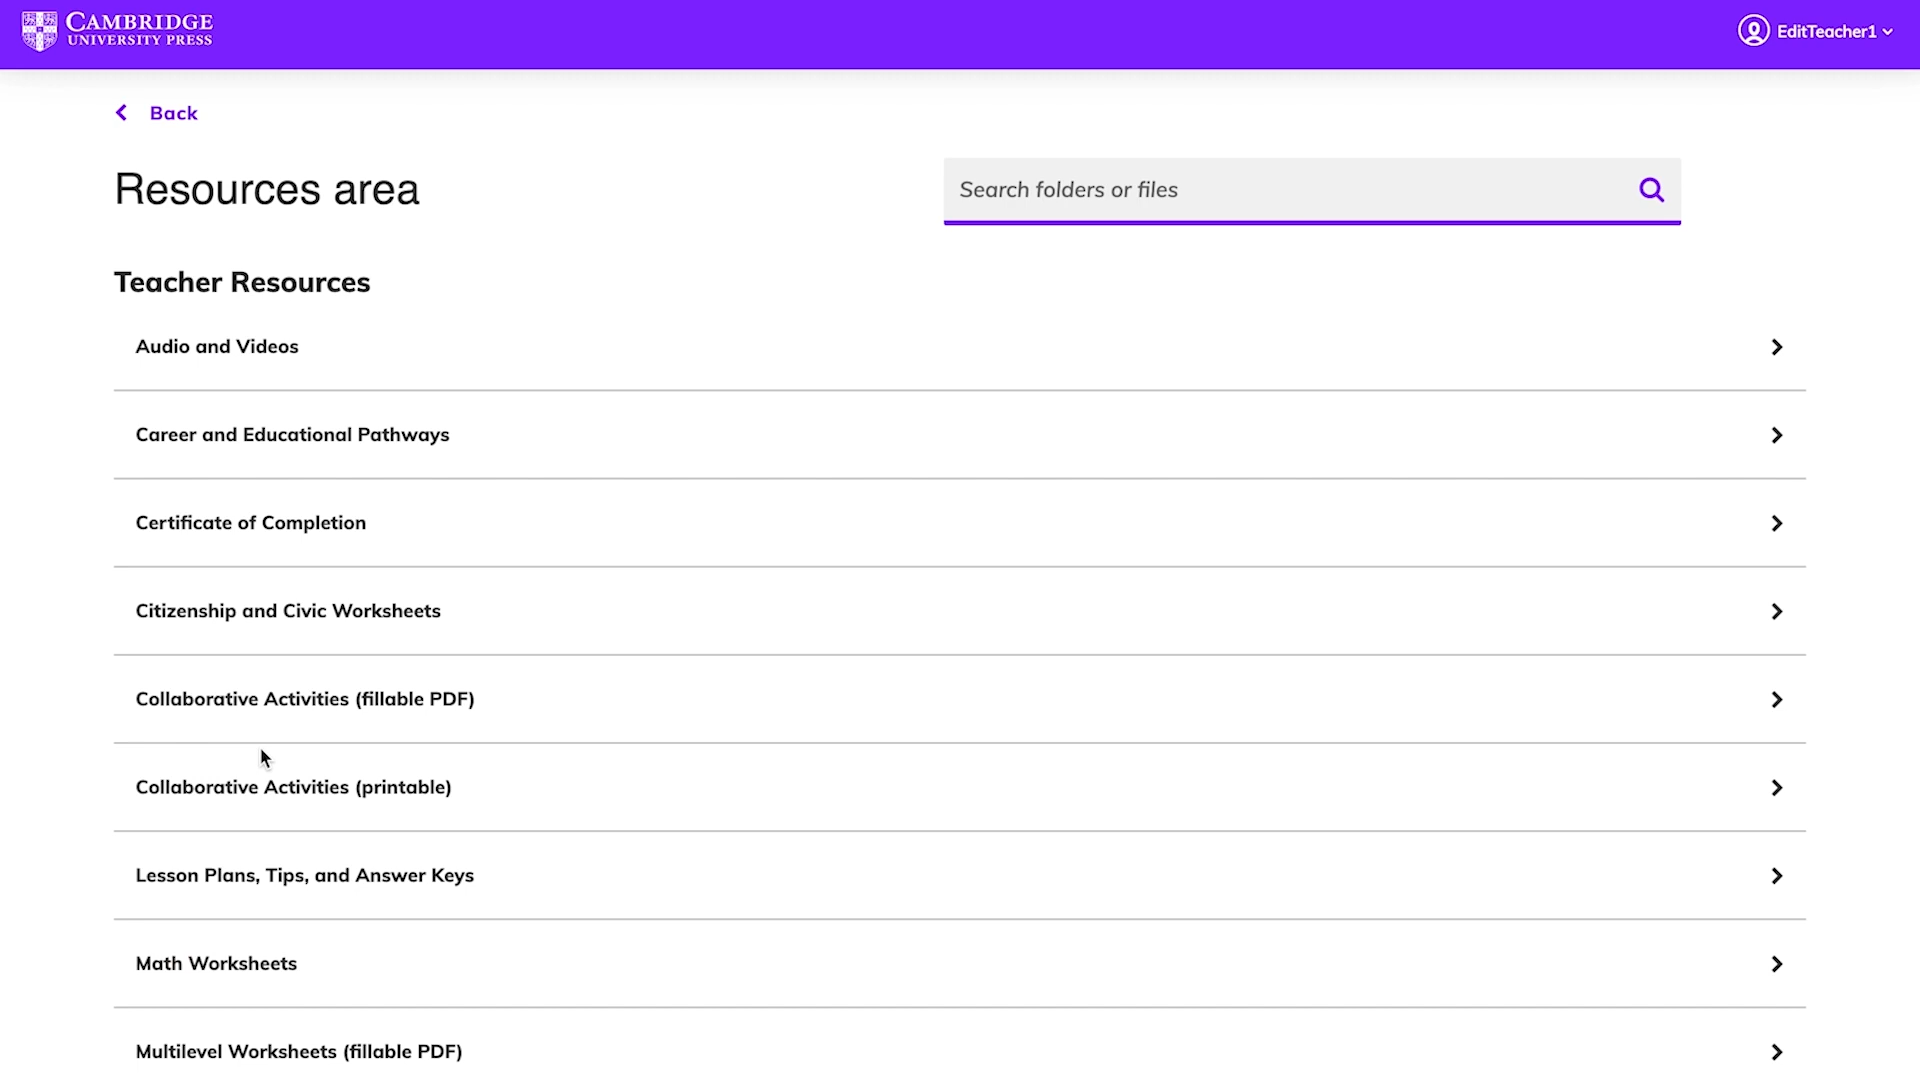 CAMBRIDGE
UNIVERSITY PRESS
EditTeacher1
Back
Resources area
Search folders or files
Teacher Resources
Audio and Videos
Career and Educational Pathways
Certificate of Completion
Citizenship and Civic Worksheets
Collaborative Activities (fillable PDF)
Collaborative Activities (printable)
Lesson Plans, Tips, and Answer Keys
Math Worksheets
Multilevel Worksheets (fillable PDF)